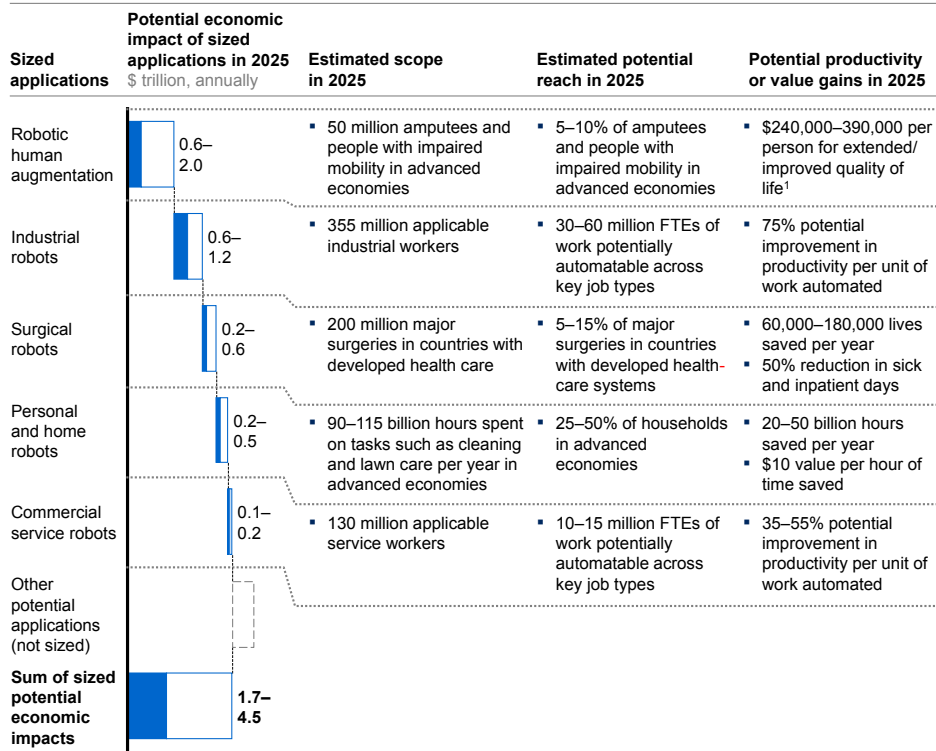 Sized
applications
Potential economic
impact of sized
applications in 2025
$ trillion, annually
Estimated scope
in 2025
Estimated potential
reach in 2025
Potential productivity
or value gains in 2025
Robotic
human
augmentation
0.6–
2.0
▪ 50 million amputees and
people with impaired
mobility in advanced
economies
▪ 5–10% of amputees
and people with
impaired mobility in
advanced economies
▪ $240,000–390,000 per
person for extended/
improved quality of
life¹
Industrial
robots
0.6–
1.2
▪ 355 million applicable
industrial workers
▪ 30–60 million FTEs of
work potentially
automatable across
key job types
▪ 75% potential
improvement in
productivity per unit of
work automated
Surgical
robots
0.2–
0.6
▪ 200 million major
surgeries in countries with
developed health care
▪ 5–15% of major
surgeries in countries
with developed health-
care systems
▪ 60,000–180,000 lives
saved per year
▪ 50% reduction in sick
and inpatient days
Personal
and home
robots
0.2–
0.5
▪ 90–115 billion hours spent
on tasks such as cleaning
and lawn care per year in
advanced economies
▪ 25–50% of households
in advanced
economies
▪ 20–50 billion hours
saved per year
▪ $10 value per hour of
time saved
Commercial
service robots
0.1–
0.2
▪ 130 million applicable
service workers
▪ 10–15 million FTEs of
work potentially
automatable across
key job types
▪ 35–55% potential
improvement in
productivity per unit of
work automated
Other
potential
applications
(not sized)
Sum of sized
potential
economic
impacts
1.7–
4.5